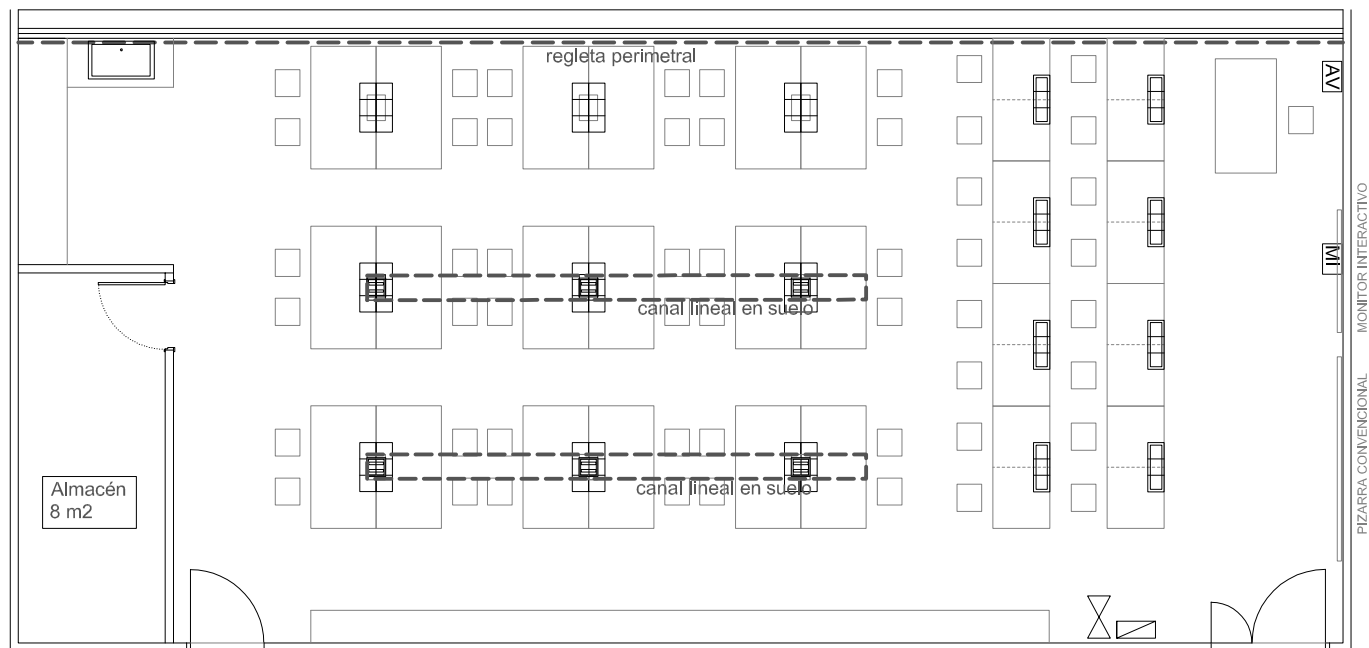 regleta perimetral
AV
MONITOR INTERACTIVO
MI
canal lineal en suelo
PIZARRA CONVENCIONAL
canal lineal en suelo
Almacén
8 m2